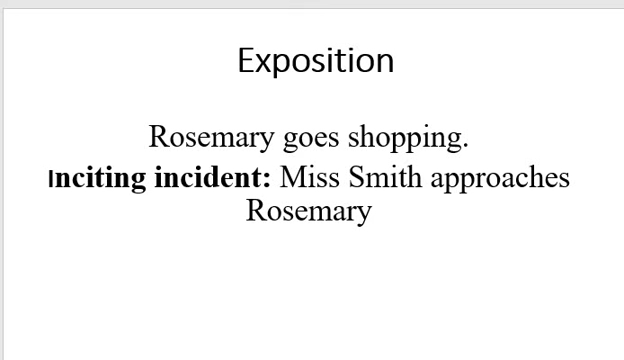 Exposition
Rosemary goes shopping.
Inciting incident: Miss Smith approaches
Rosemary